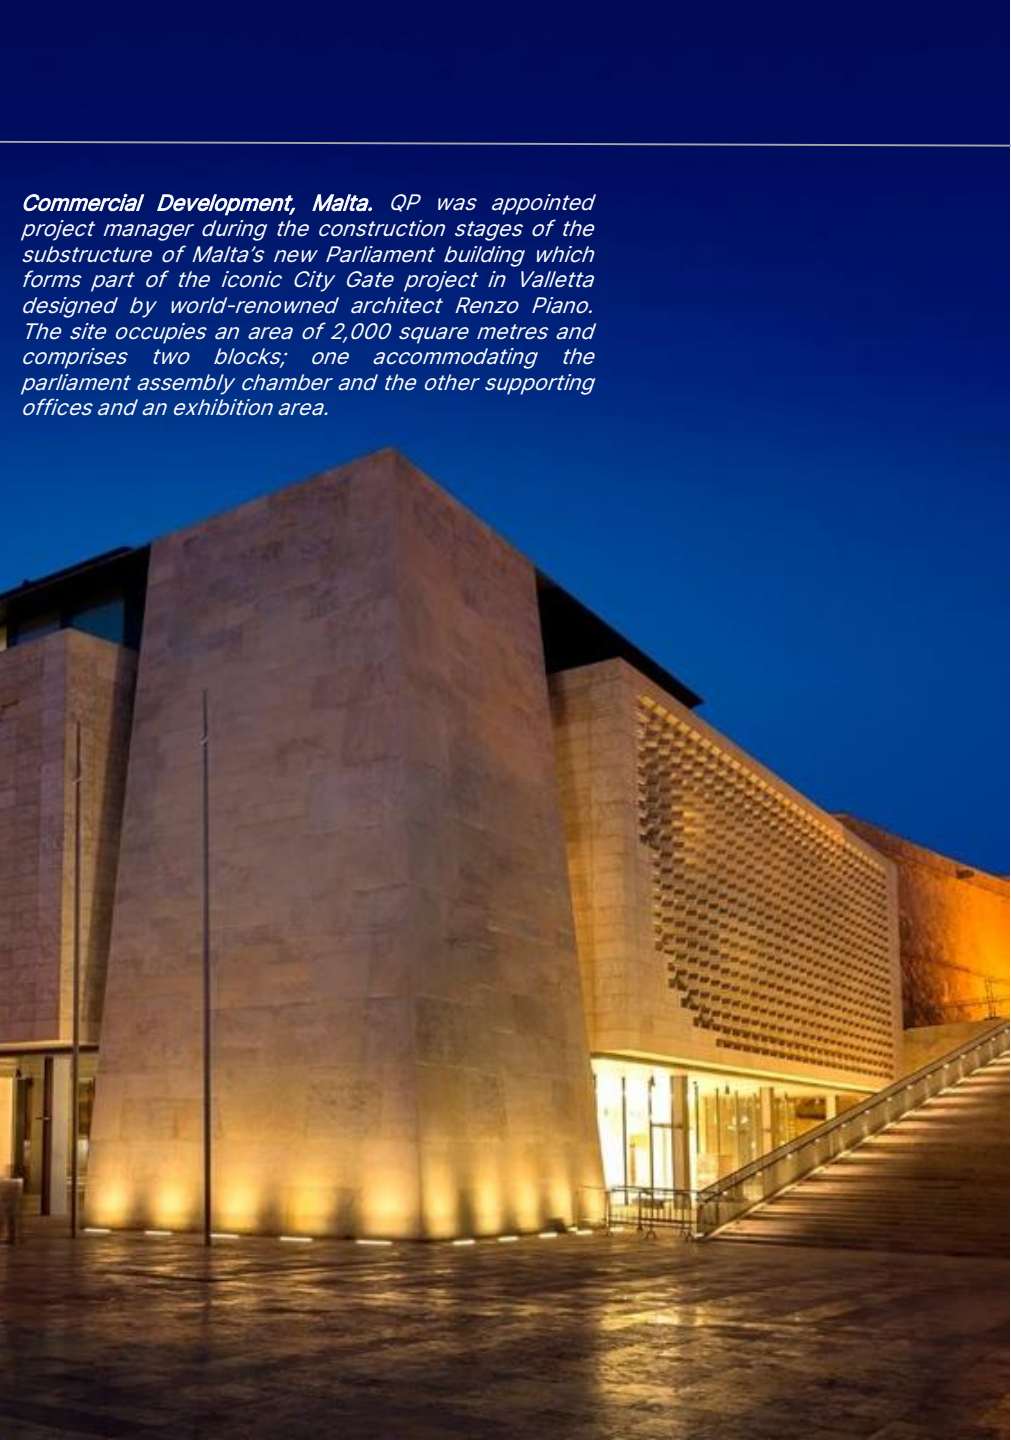 Commercial Development, Malta. QP was appointed
project manager during the construction stages of the
substructure of Malta’s new Parliament building which
forms part of the iconic City Gate project in Valletta
designed by world-renowned architect Renzo Piano.
The site occupies an area of 2,000 square metres and
comprises two blocks; one accommodating the
parliament assembly chamber and the other supporting
offices and an exhibition area.